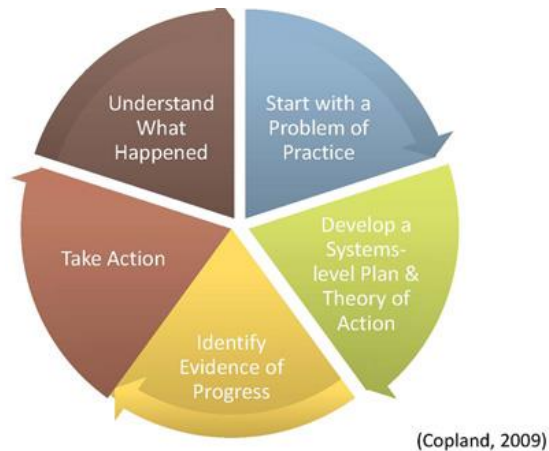 Start with a
Problem of
Practice
Develop a
Systems-
level Plan &
Theory of
Action
Identify
Evidence of
Progress
Take Action
Understand
What
Happened
(Copland, 2009)